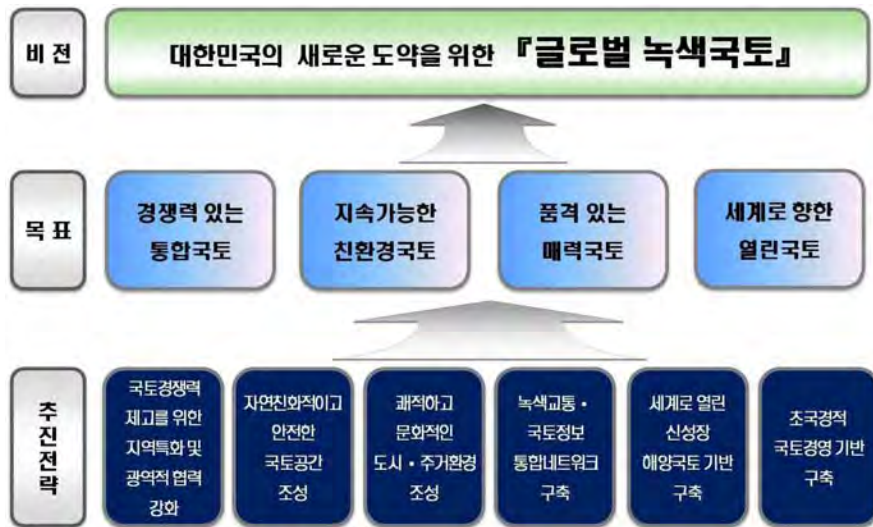 비 전
대한민국의 새로운 도약을 위한 『글로벌 녹색국토』
목 표
경쟁력 있는
통합국토
지속가능한
친환경국토
품격 있는
매력국토
세계로 향한
열린국토
추
진
전
략
국토경쟁력
제고를 위한
지역특화 및
광역적 협력
강화
자연친화적이고
안전한
국토공간
조성
쾌적하고
문화적인
도시·주거환경
조성
녹색교통·
국토정보
통합네트워크
구축
세계로 열린
신성장
해양국토 기반
구축
초국경적
국토경영 기반
구축